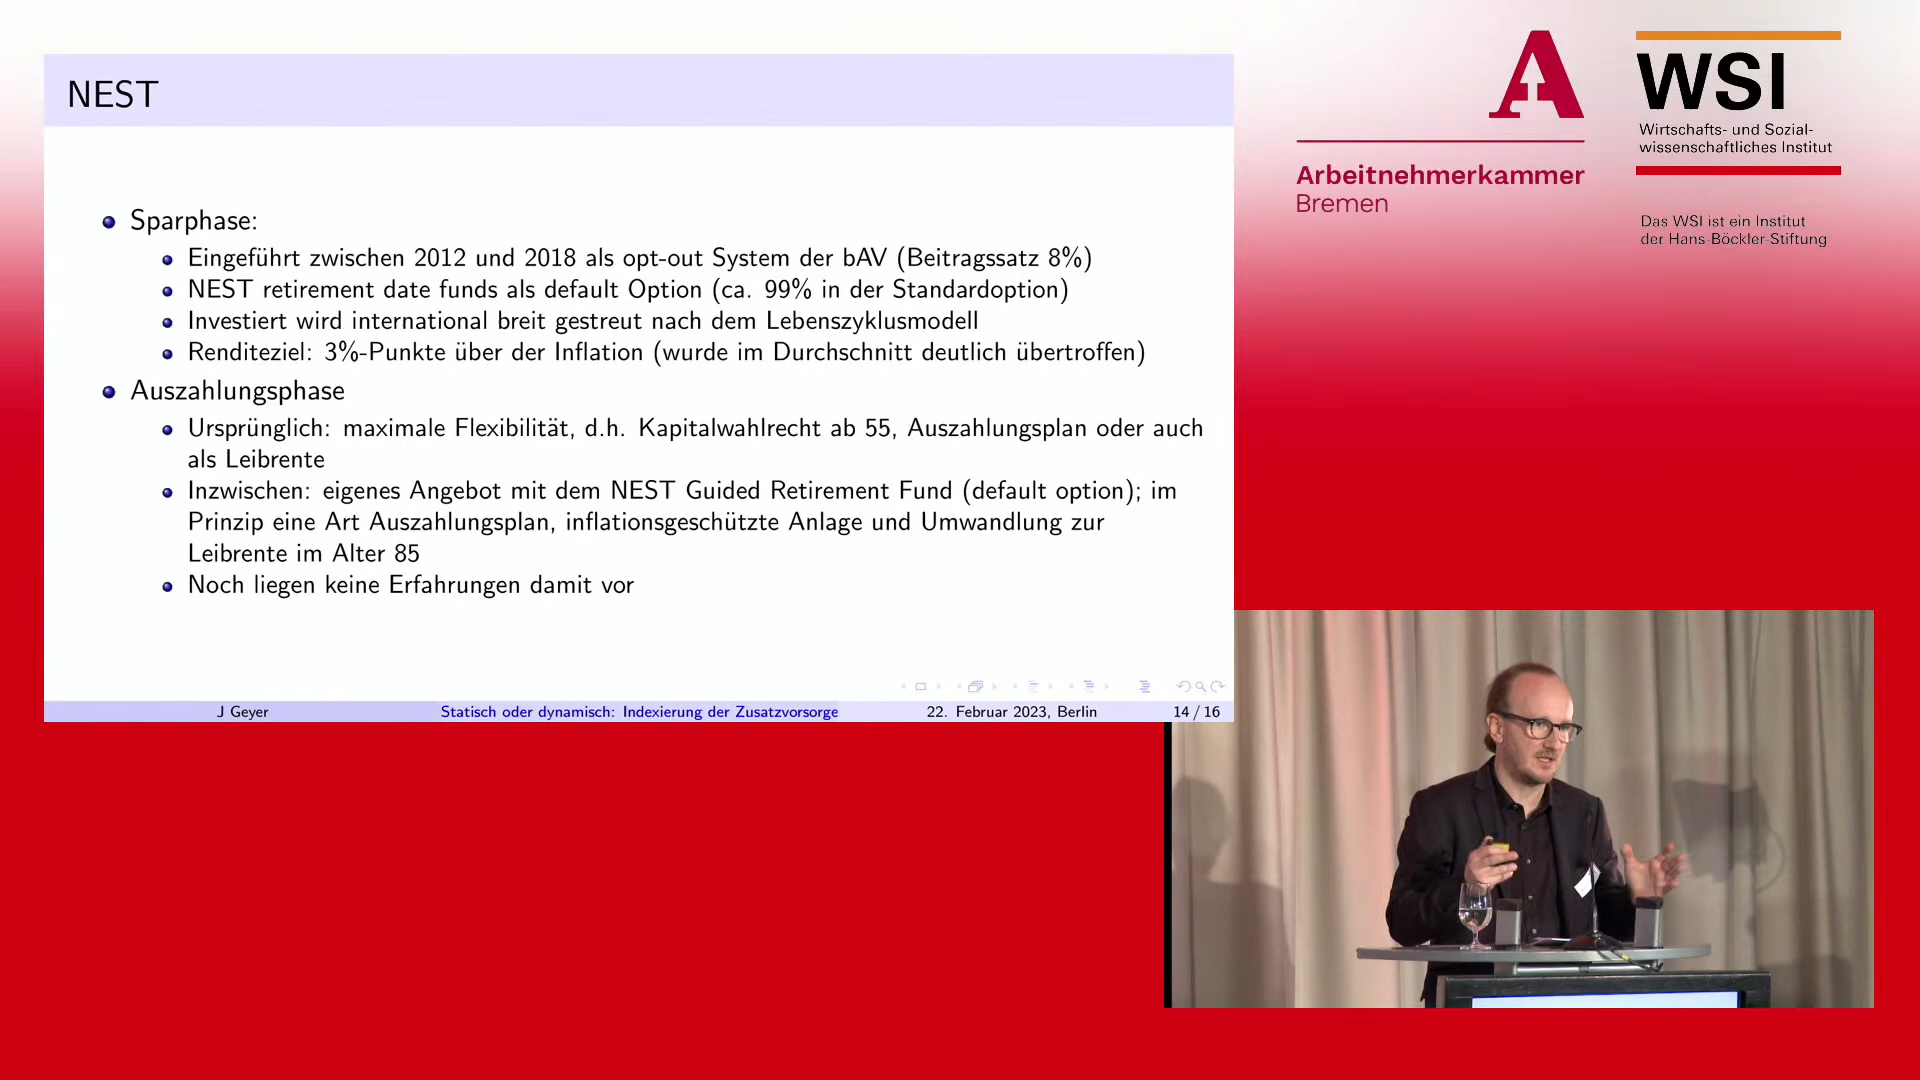 NEST
Sparphase:
Eingeführt zwischen 2012 und 2018 als opt-out System der bAV (Beitragssatz 8%)
NEST retirement date funds als default Option (ca. 99% in der Standardoption)
Investiert wird international breit gestreut nach dem Lebenszyklusmodell
Renditeziel: 3%-Punkte über der Inflation (wurde im Durchschnitt deutlich übertroffen)
Auszahlungsphase
Ursprünglich: maximale Flexibilität, d.h. Kapitalwahlrecht ab 55, Auszahlungsplan oder auch
als Leibrente
Inzwischen: eigenes Angebot mit dem NEST Guided Retirement Fund (default option); im
Prinzip eine Art Auszahlungsplan, inflationsgeschützte Anlage und Umwandlung zur
Leibrente im Alter 85
Noch liegen keine Erfahrungen damit vor
J Geyer
Statisch oder dynamisch: Indexierung der Zusatzvorsorge
22. Februar 2023, Berlin
14 / 16
A
Arbeitnehmerkammer
Bremen
WSI
Wirtschafts- und Sozial-
wissenschaftliches Institut
Das WSI ist ein Institut
der Hans-Böckler-Stiftung